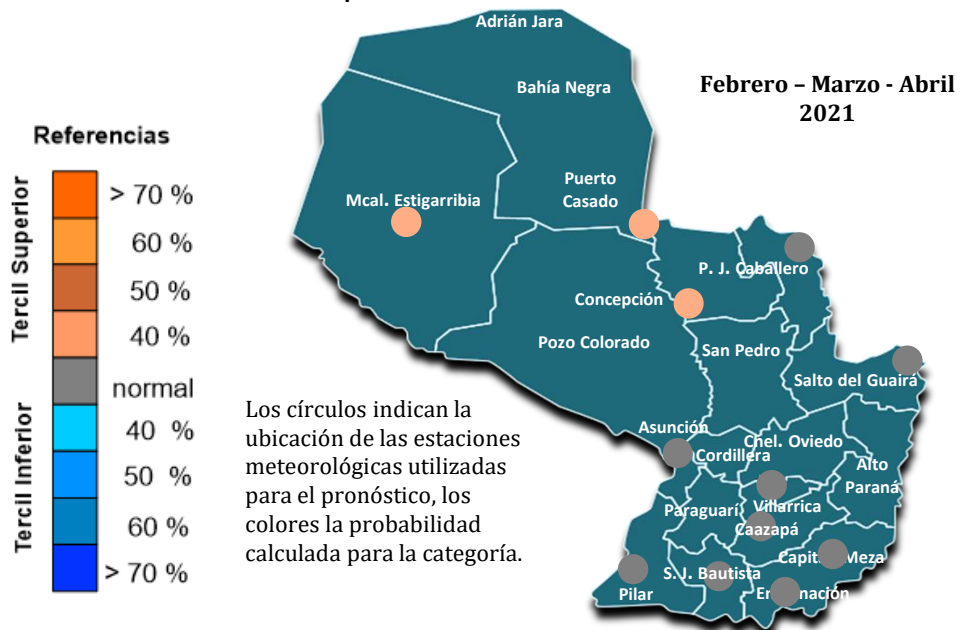 Adrián Jara
Bahía Negra
Febrero – Marzo - Abril
2021
Referencias
Tercil Superior
> 70 %
60 %
50 %
40 %
normal
Tercil Inferior
40 %
50 %
60 %
> 70 %
Puerto
Casado
Mcal. Estigarribia
P. J. Caballero
Concepción
Pozo Colorado
San Pedro
Salto del Guairá
Los círculos indican la
ubicación de las estaciones
meteorológicas utilizadas
para el pronóstico, los
colores la probabilidad
calculada para la categoría.
Asunción
Cordillera
Chel. Oviedo
Alto
Paraná
Paraguarí
Villarrica
Caazapá
Meza
S. J. Bautista
Pilar